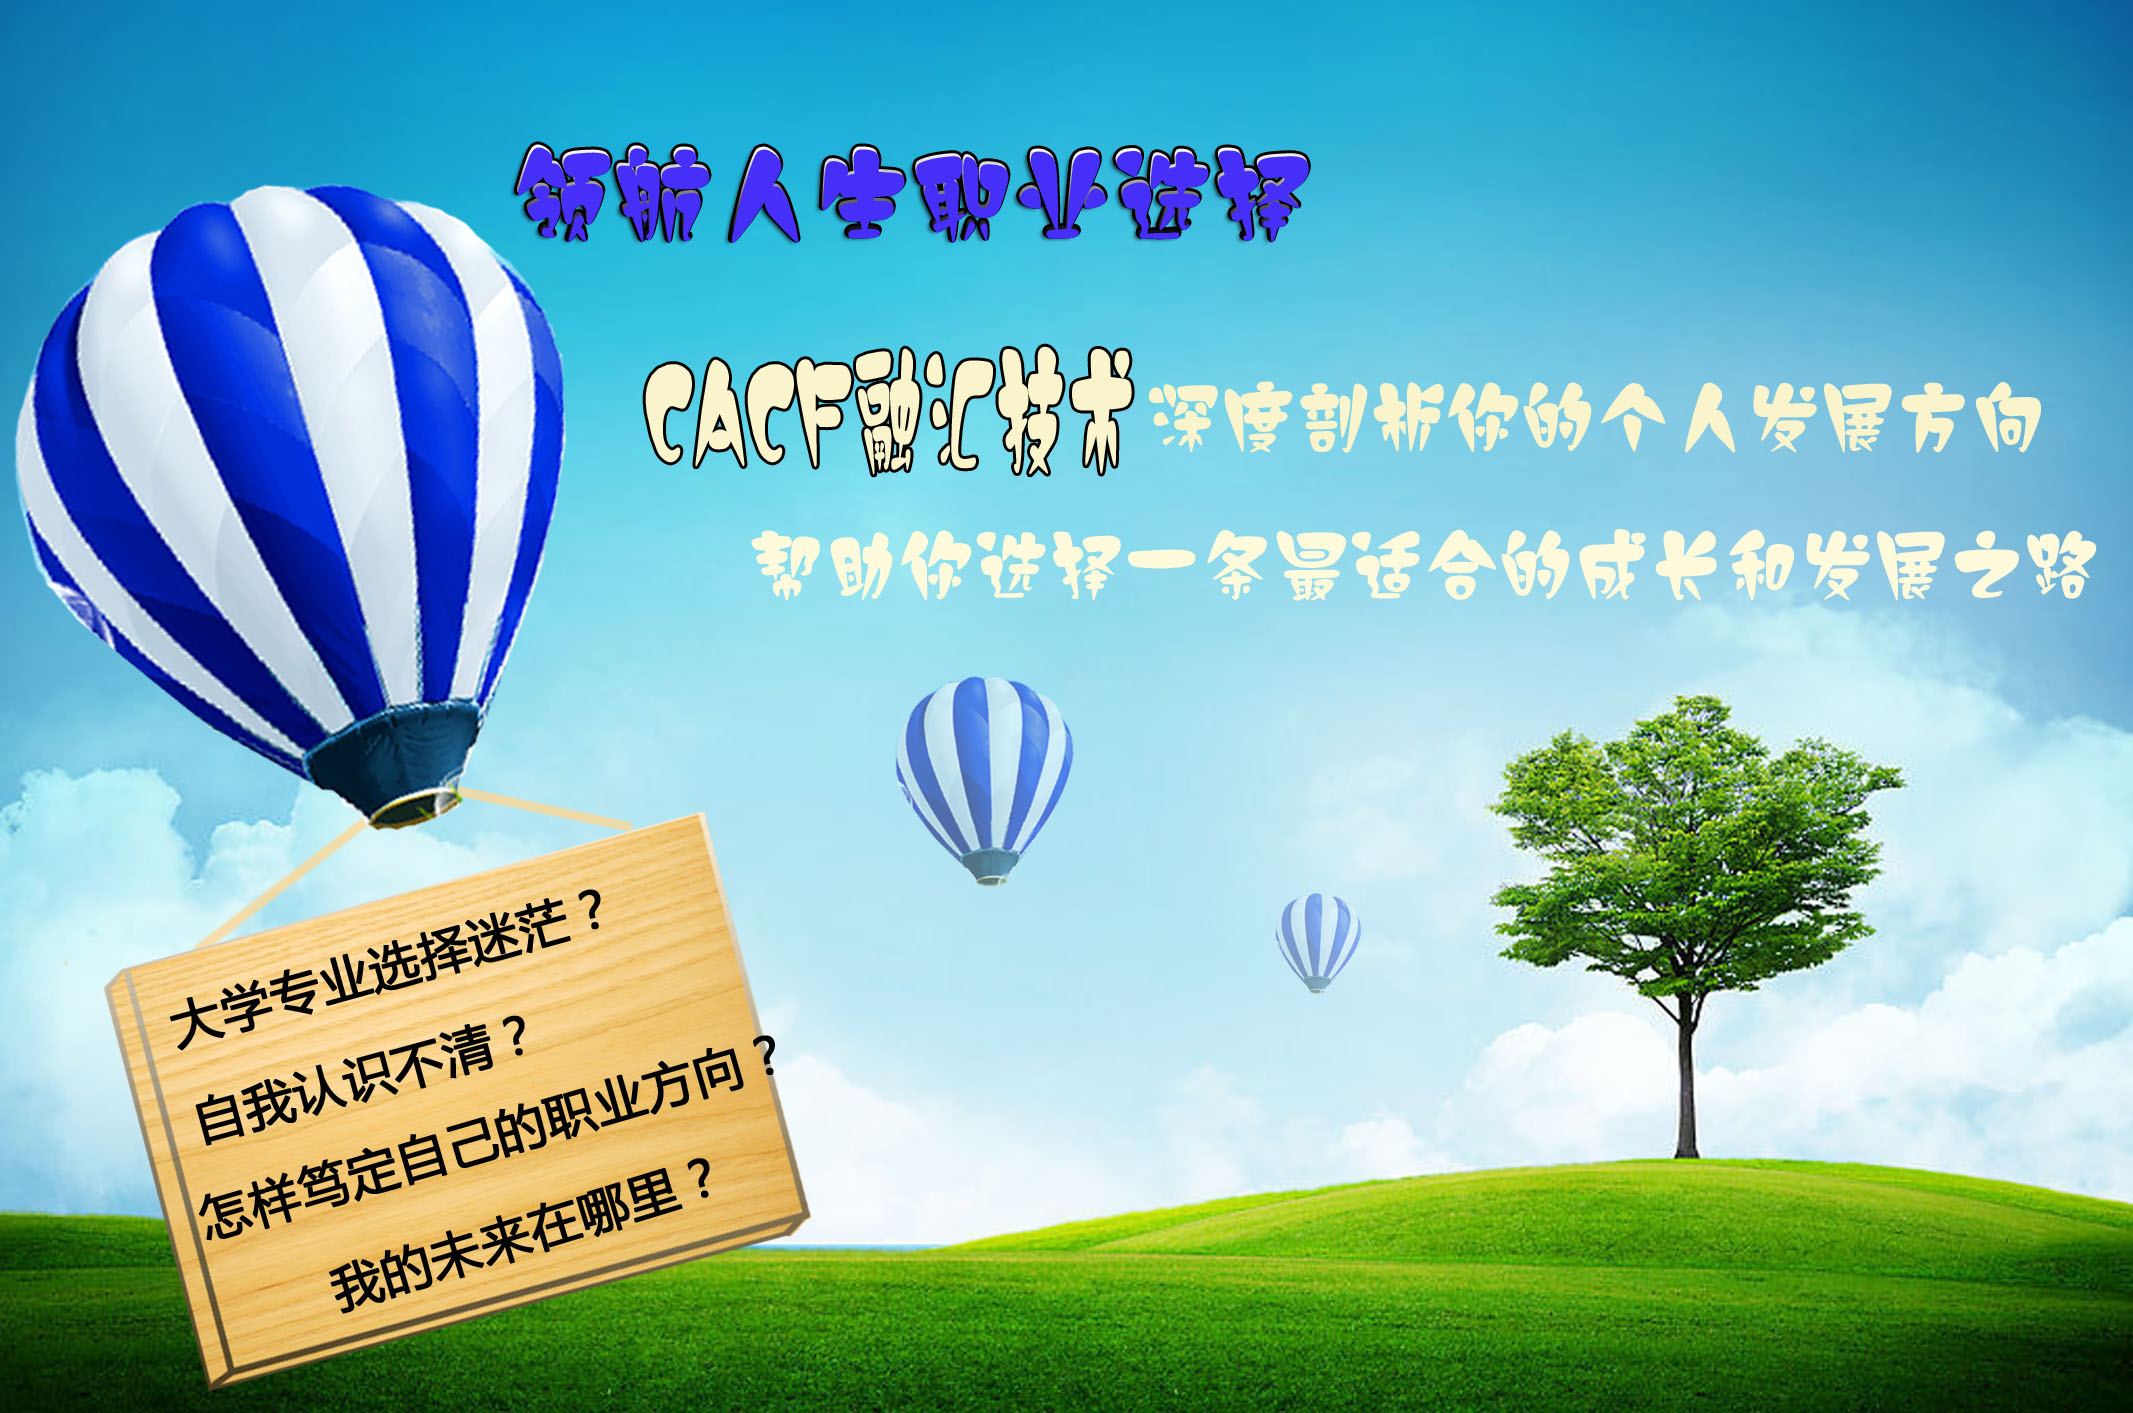 领航人生职业选择
CACF融汇技术 深度剖析你的个人发展方向
帮助你选择一条最适合的成长和发展之路
大学专业选择迷茫？
自我认识不清？
怎样笃定自己的职业方向？
我的未来在哪里？